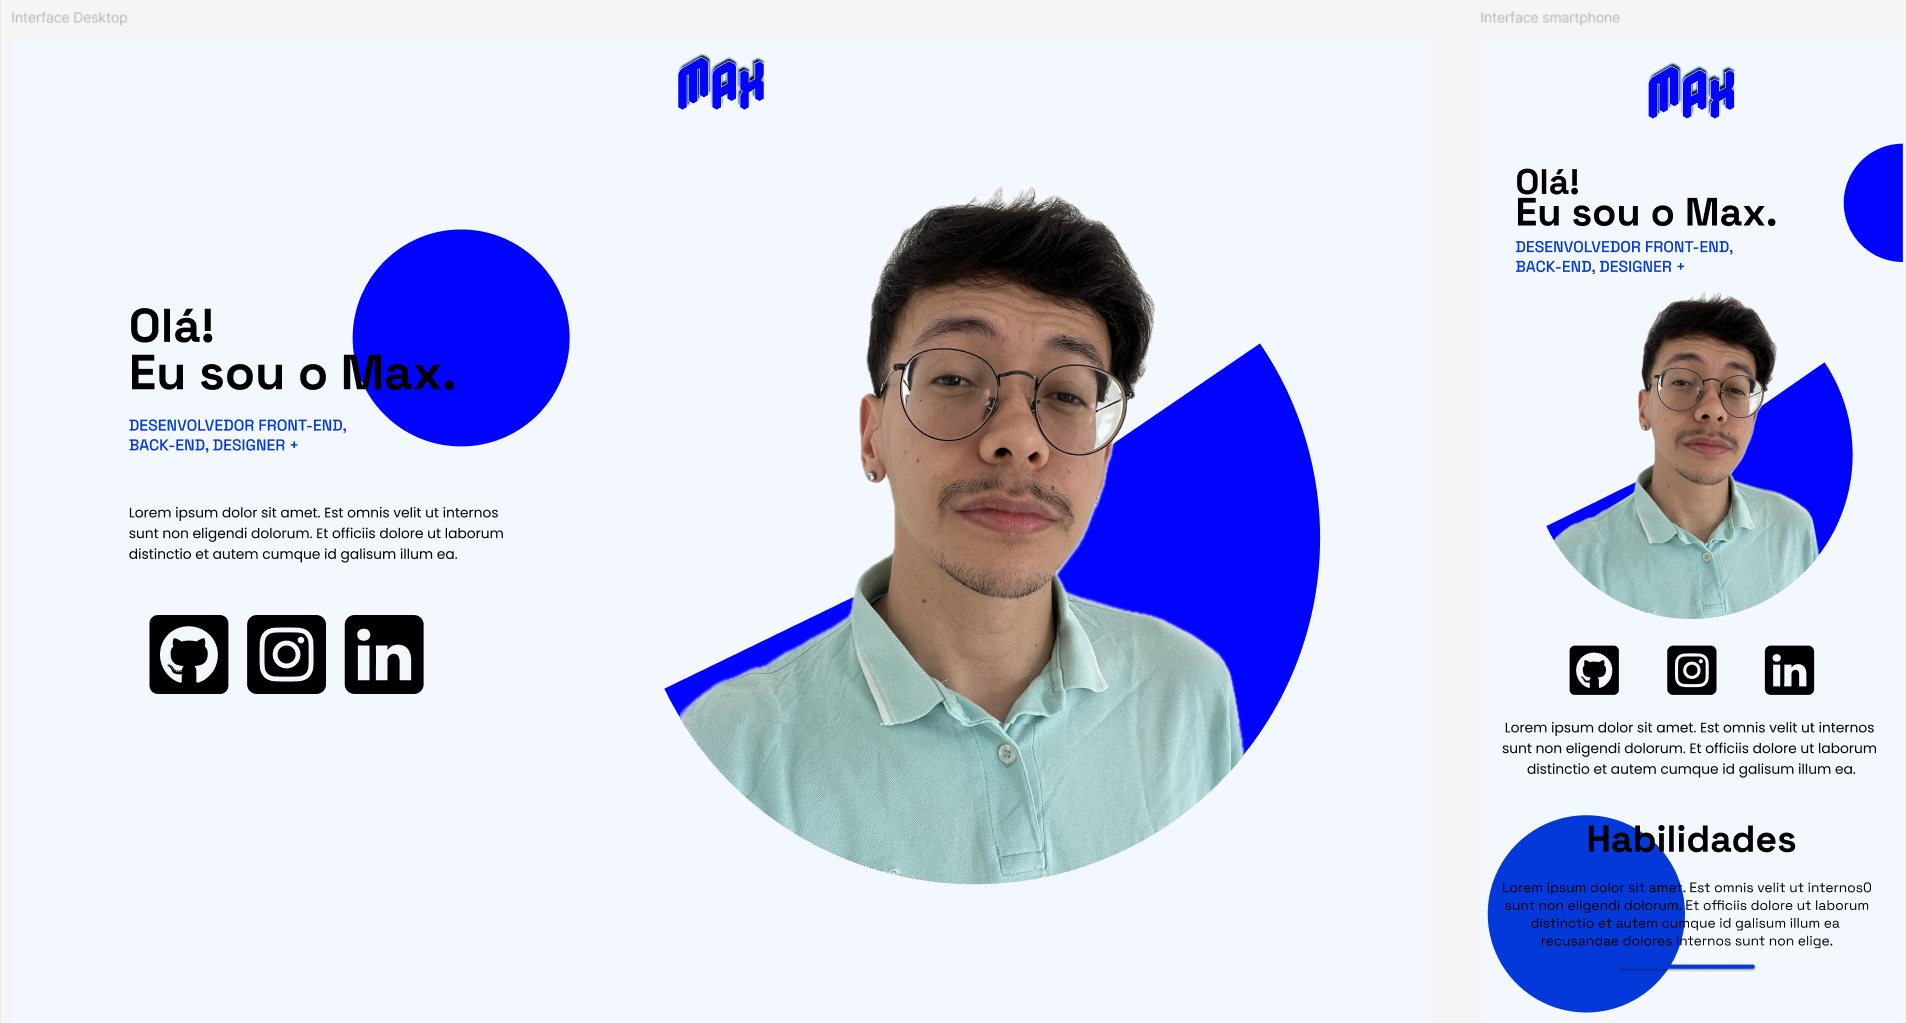 Interface Desktop
MAX
Olá!
Eu sou o Max.
DESENVOLVEDOR FRONT-END,
BACK-END, DESIGNER +
Lorem ipsum dolor sit amet. Est omnis velit ut internos
sunt non eligendi dolorum. Et officiis dolore ut laborum
distinctio et autem cumque id galisum illum ea.
in
Interface smartphone
MAX
Olá!
Eu sou o Max.
DESENVOLVEDOR FRONT-END,
BACK-END, DESIGNER +
in
Lorem ipsum dolor sit amet. Est omnis velit ut internos
sunt non eligendi dolorum. Et officiis dolore ut laborum
distinctio et autem cumque id galisum illum ea.
Habilidades
Lorem ipsum dolor sit amet. Est omnis velit ut internos0
sunt non eligendi dolorum. Et officiis dolore ut laborum
distinctio et autem cumque id galisum illum ea
recusandae dolores internos sunt non elige.